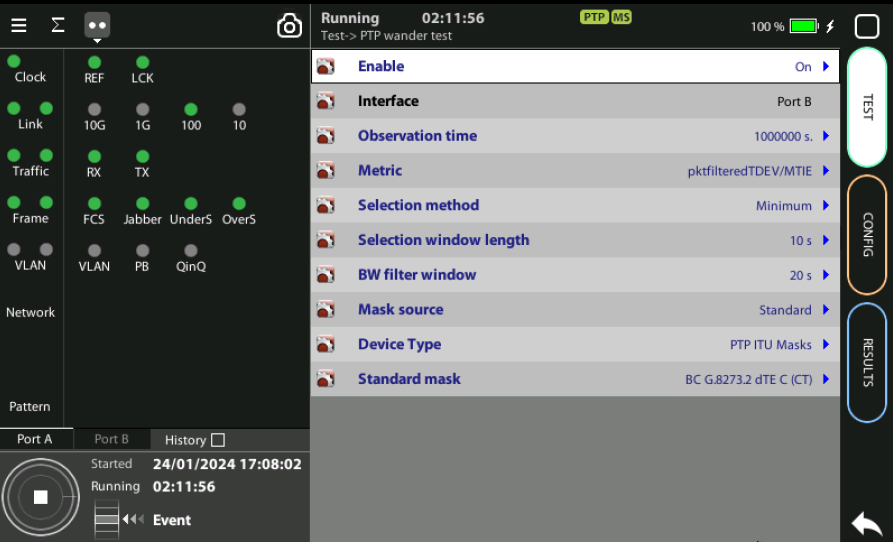 Running 02:11:56 PTP MS
Test-> PTP wander test
100 %
Clock REF LCK
Link 10G 1G 100 10
Traffic RX TX
Frame FCS Jabber UnderS OverS
VLAN VLAN PB QinQ
Network
Pattern
Port A Port B History
Started 24/01/2024 17:08:02
Running 02:11:56
Event
Enable On
Interface Port B
Observation time 1000000 s.
Metric pktfilteredTDEV/MTIE
Selection method Minimum
Selection window length 10 s
BW filter window 20 s
Mask source Standard
Device Type PTP ITU Masks
Standard mask BC G.8273.2 dTE C (CT)
TEST
CONFIG
RESULTS